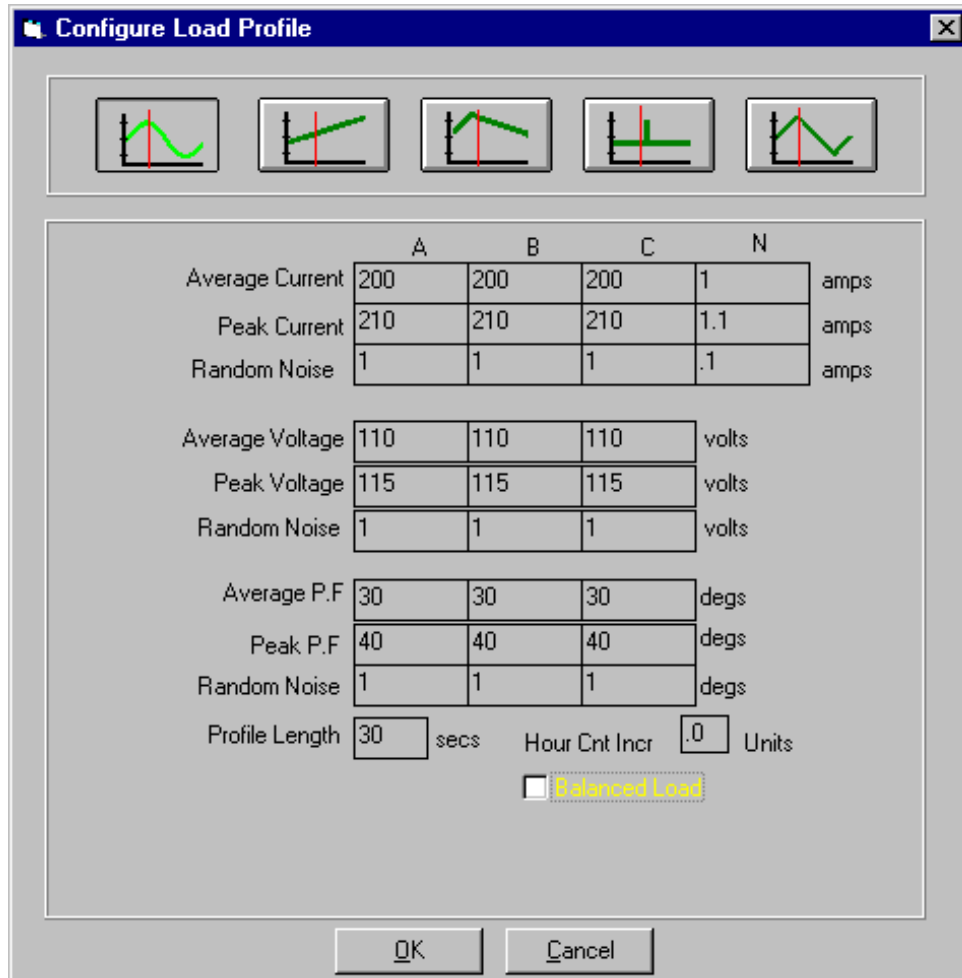 Configure Load Profile
A B C N
Average Current 200 200 200 1 amps
Peak Current 210 210 210 1.1 amps
Random Noise 1 1 1 .1 amps
Average Voltage 110 110 110 volts
Peak Voltage 115 115 115 volts
Random Noise 1 1 1 volts
Average P.F 30 30 30 degs
Peak P.F 40 40 40 degs
Random Noise 1 1 1 degs
Profile Length 30 secs Hour Cnt Incr .0 Units
Balanced Load
OK Cancel